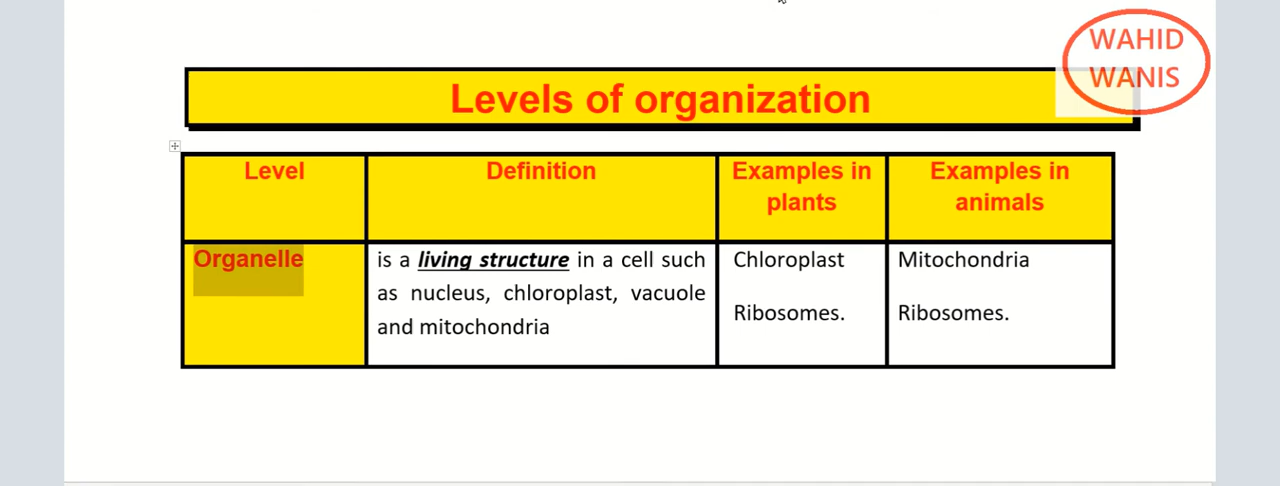 WAHID
WANIS
Levels of organization
Level
Definition
Examples in
plants
Examples in
animals
Organelle
is a living structure in a cell such
as nucleus, chloroplast, vacuole
and mitochondria
Chloroplast
Ribosomes.
Mitochondria
Ribosomes.